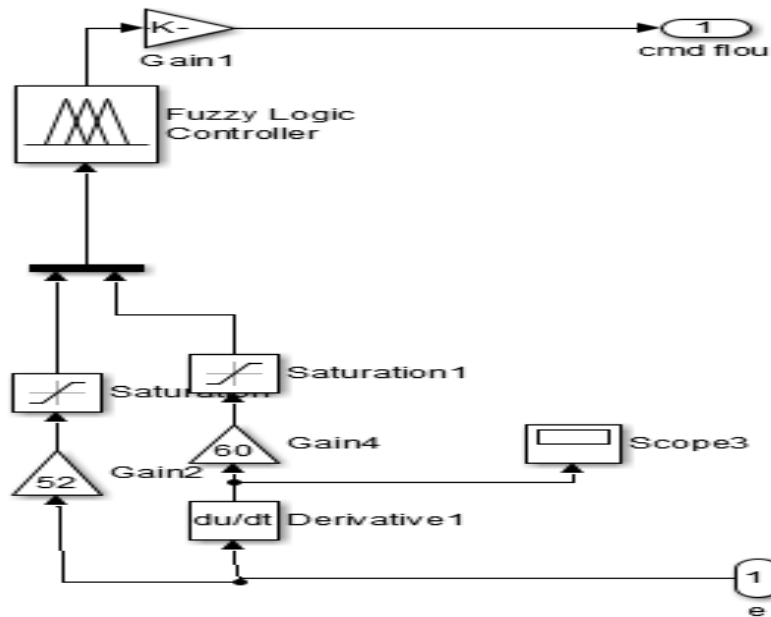 K-
Gain1
1
cmd flou
Fuzzy Logic
Controller
Saturation
Saturation1
60
Gain4
Scope3
52
Gain2
du/dt
Derivative1
1
e